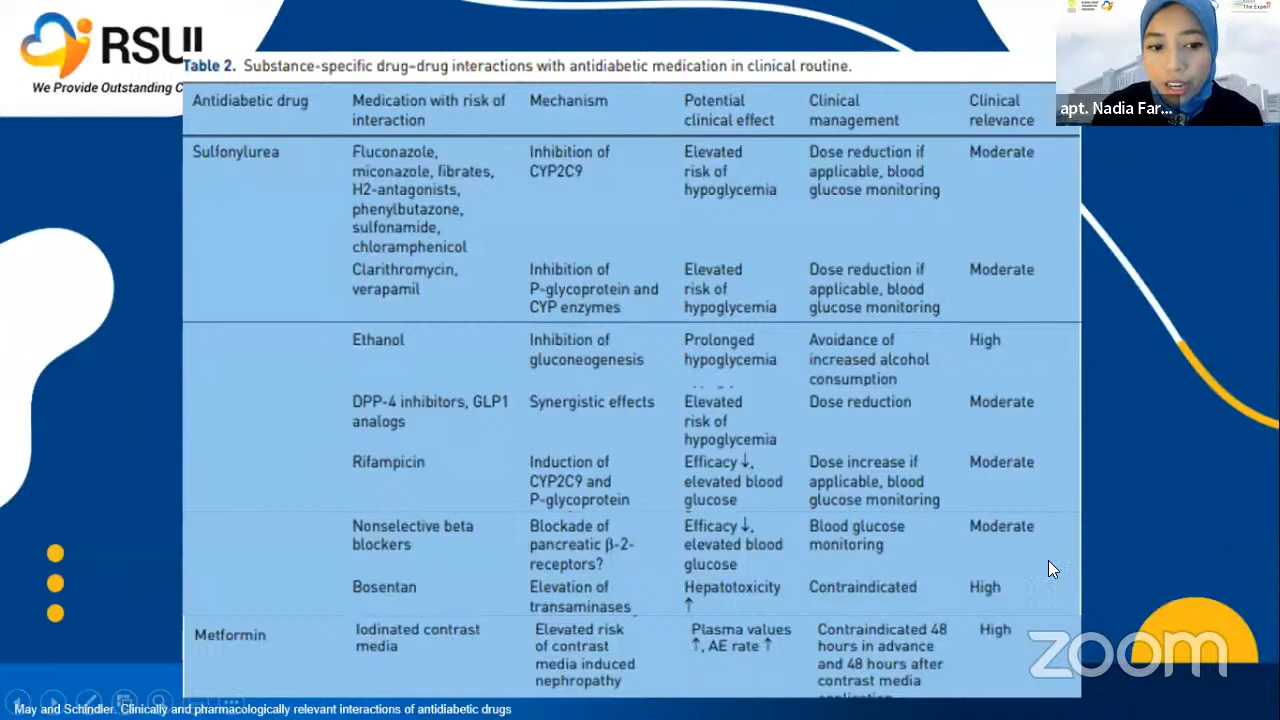 RSUI
We Provide Outstanding C
apt. Nadia Far...
Table 2. Substance-specific drug–drug interactions with antidiabetic medication in clinical routine.
Antidiabetic drug
Medication with risk of
interaction
Mechanism
Potential
clinical effect
Clinical
management
Clinical
relevance
Sulfonylurea
Fluconazole,
miconazole, fibrates,
H2-antagonists,
phenylbutazone,
sulfonamide,
chloramphenicol
Inhibition of
CYP2C9
Elevated
risk of
hypoglycemia
Dose reduction if
applicable, blood
glucose monitoring
Moderate
Clarithromycin,
verapamil
Inhibition of
P-glycoprotein and
CYP enzymes
Elevated
risk of
hypoglycemia
Dose reduction if
applicable, blood
glucose monitoring
Moderate
Ethanol
Inhibition of
gluconeogenesis
Prolonged
hypoglycemia
Avoidance of
increased alcohol
consumption
High
DPP-4 inhibitors, GLP1
analogs
Synergistic effects
Elevated
risk of
hypoglycemia
Dose reduction
Moderate
Rifampicin
Induction of
CYP2C9 and
P-glycoprotein
Efficacy ↓,
elevated blood
glucose
Dose increase if
applicable, blood
glucose monitoring
Moderate
Nonselective beta
blockers
Blockade of
pancreatic β-2-
receptors?
Efficacy ↓,
elevated blood
glucose
Blood glucose
monitoring
Moderate
Bosentan
Elevation of
transaminases
Hepatotoxicity
↑
Contraindicated
High
Metformin
Iodinated contrast
media
Elevated risk
of contrast
media induced
nephropathy
Plasma values
↑, AE rate ↑
Contraindicated 48
hours in advance
and 48 hours after
contrast media
High
zoom
May and Schindler. Clinically and pharmacologically relevant interactions of antidiabetic drugs